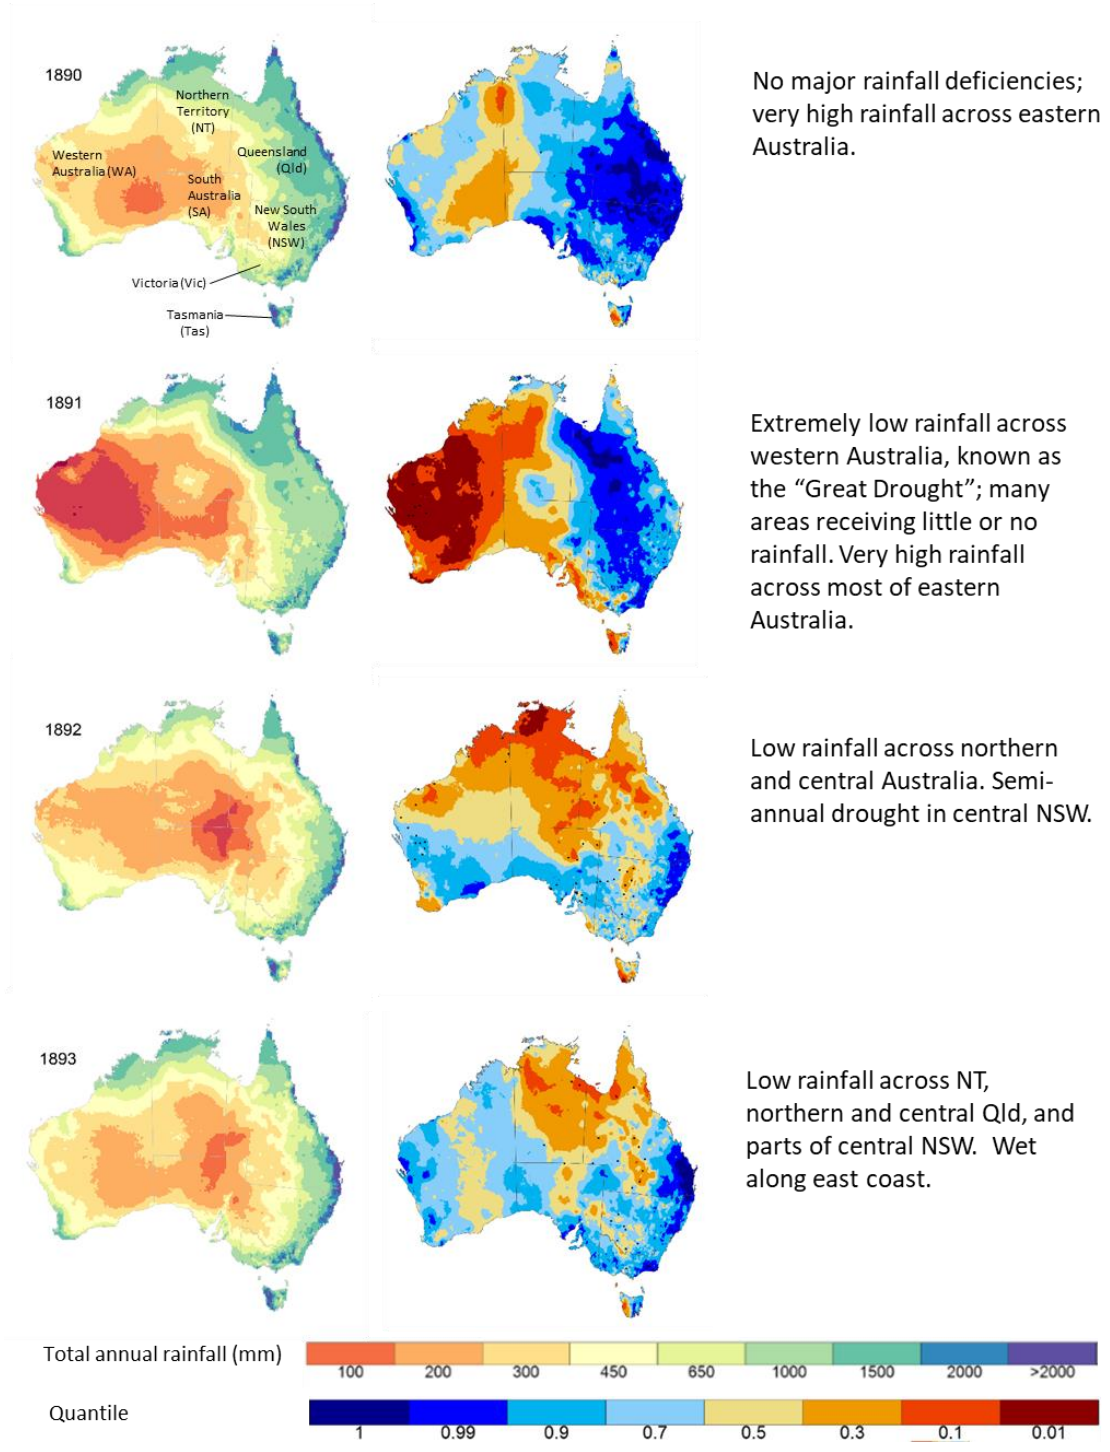 1890
Northern
Territory
(NT)
Western
Australia (WA)
Queensland
(Qld)
South
Australia
(SA)
New South
Wales
(NSW)
Victoria (Vic)
Tasmania
(Tas)
No major rainfall deficiencies;
very high rainfall across eastern
Australia.
1891
Extremely low rainfall across
western Australia, known as
the “Great Drought”; many
areas receiving little or no
rainfall. Very high rainfall
across most of eastern
Australia.
1892
Low rainfall across northern
and central Australia. Semi-
annual drought in central NSW.
1893
Low rainfall across NT,
northern and central Qld, and
parts of central NSW. Wet
along east coast.
Total annual rainfall (mm)
100 200 300 450 650 1000 1500 2000 >2000
Quantile
1 0.99 0.9 0.7 0.5 0.3 0.1 0.01